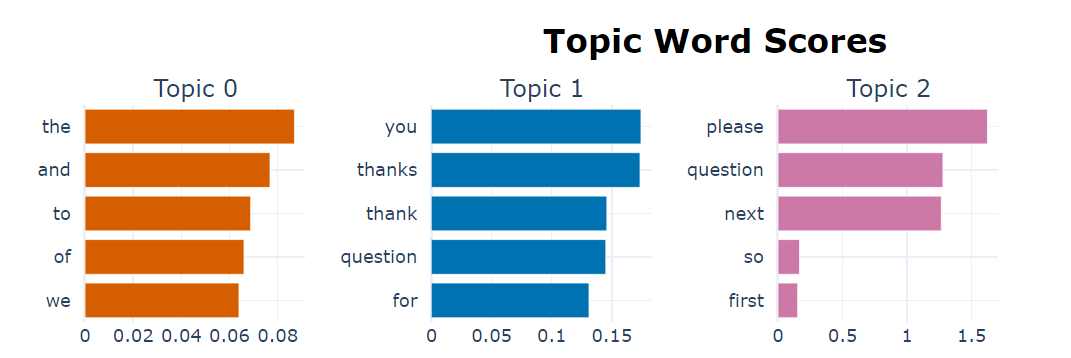 Topic Word Scores
Topic 0
the
and
to
of
we
0 0.02 0.04 0.06 0.08
Topic 1
you
thanks
thank
question
for
0 0.05 0.1 0.15
Topic 2
please
question
next
so
first
0 0.5 1 1.5